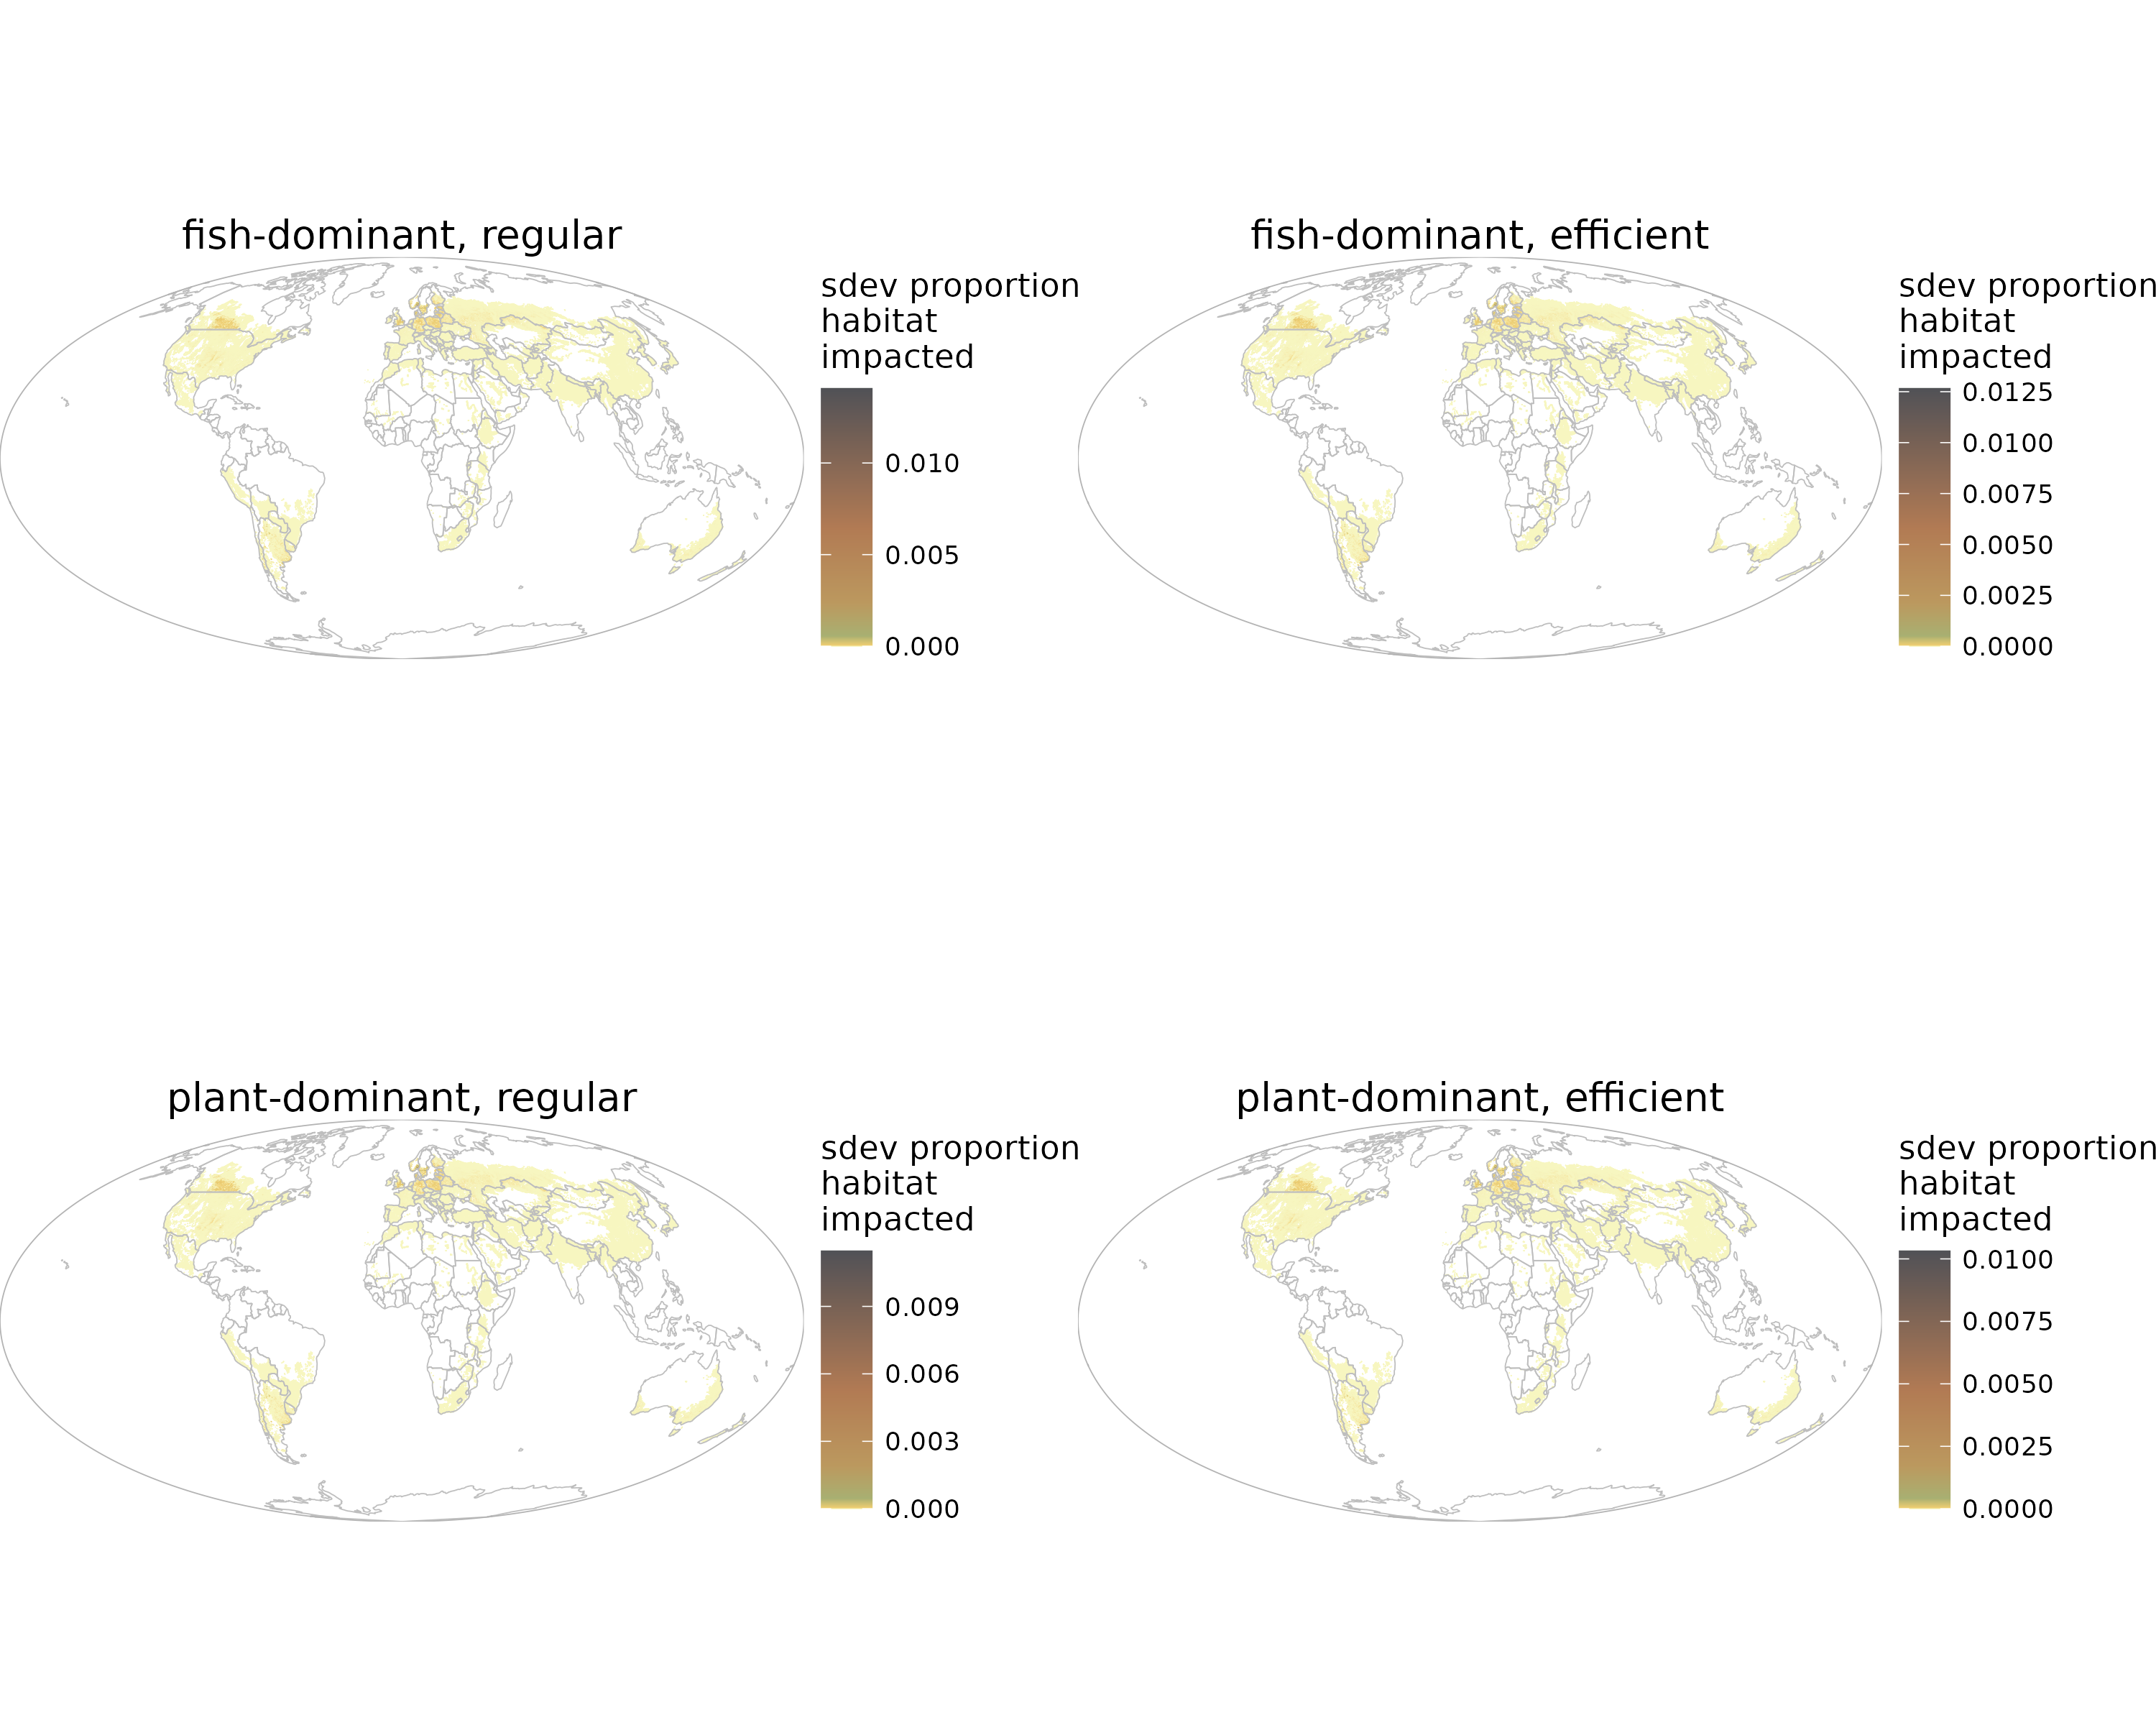 fish-dominant, regular
sdev proportion
habitat
impacted
0.010
0.005
0.000
fish-dominant, efficient
sdev proportion
habitat
impacted
0.0125
0.0100
0.0075
0.0050
0.0025
0.0000
plant-dominant, regular
sdev proportion
habitat
impacted
0.009
0.006
0.003
0.000
plant-dominant, efficient
sdev proportion
habitat
impacted
0.0100
0.0075
0.0050
0.0025
0.0000